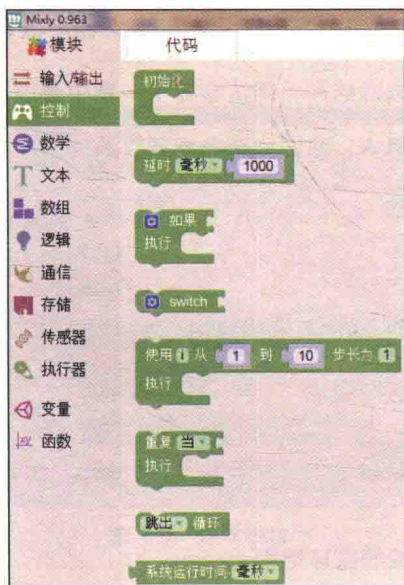 Mixly 0.963
模块
代码
输入/输出
控制
数学
文本
数组
逻辑
通信
存储
传感器
执行器
变量
函数
初始化
延时 毫秒 1000
如果
执行
switch
使用 i 从 1 到 10 步长为 1
执行
重复 当
执行
跳出 循环
系统运行时间 毫秒